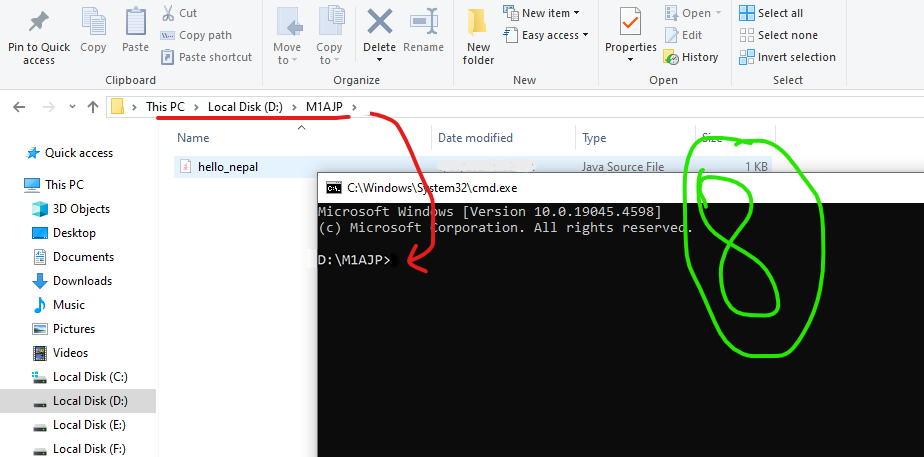 Pin to Quick access
Copy
Paste
Cut
Copy path
Paste shortcut
Clipboard
Move to
Copy to
Delete
Rename
Organize
New folder
New item
Easy access
New
Properties
Open
Edit
History
Open
Select all
Select none
Invert selection
Select
This PC > Local Disk (D:) > M1AJP >
Name Date modified Type Size
hello_nepal Java Source File 1 KB
Quick access
This PC
3D Objects
Desktop
Documents
Downloads
Music
Pictures
Videos
Local Disk (C:)
Local Disk (D:)
Local Disk (E:)
Local Disk (F:)
C:\Windows\System32\cmd.exe
Microsoft Windows [Version 10.0.19045.4598]
(c) Microsoft Corporation. All rights reserved.
D:\M1AJP>
8